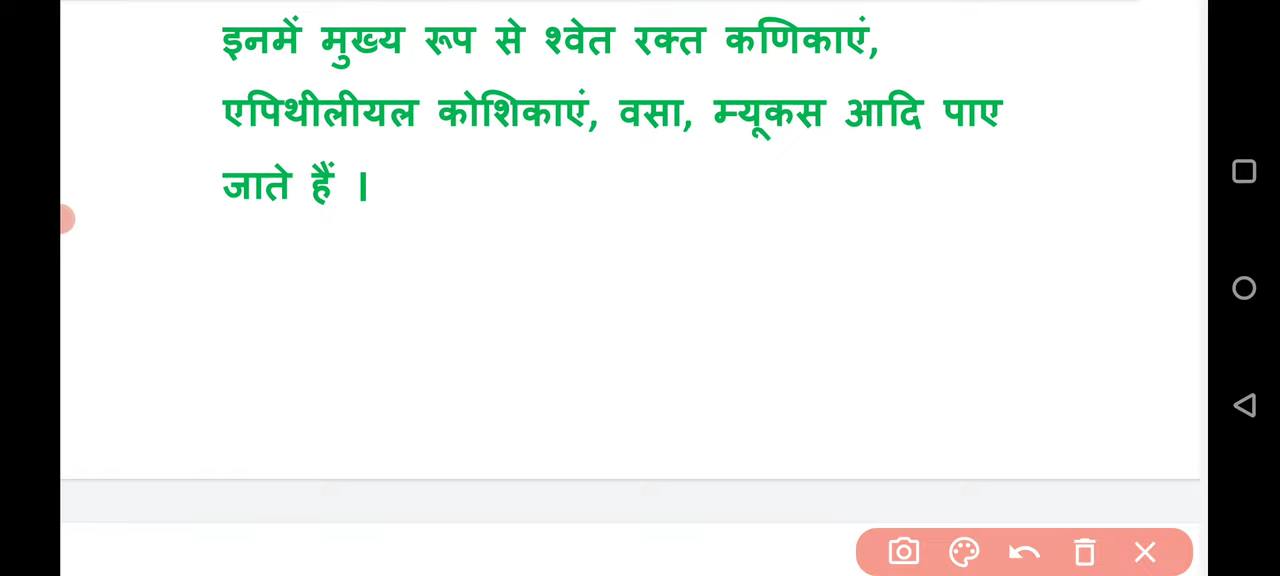 इनमें मुख्य रूप से श्वेत रक्त कणिकाएं,
एपिथीलीयल कोशिकाएं, वसा, म्यूकस आदि पाए
जाते हैं ।